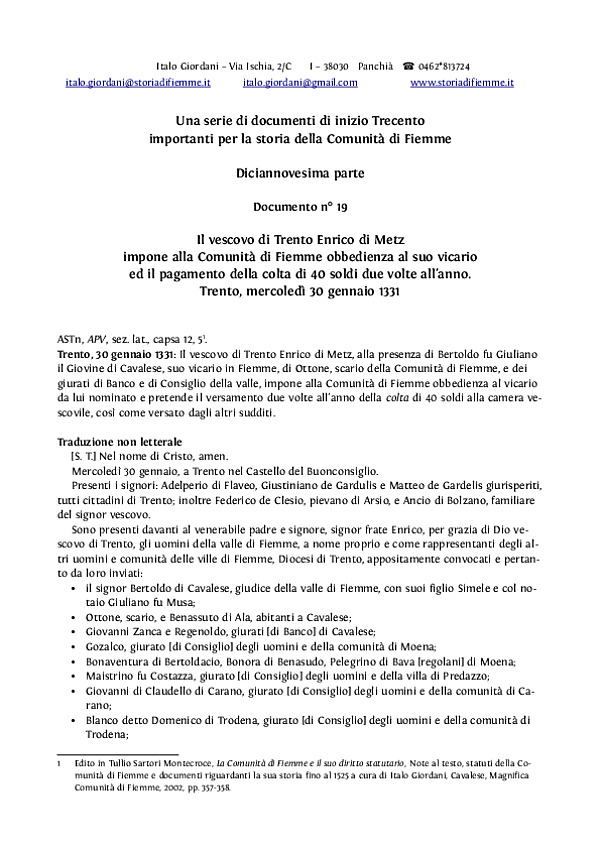 Italo Giordani – Via Ischia, 2/C I – 38030 Panchià ☎ 0462*813724
italo.giordani@storiadifiemme.it italo.giordani@gmail.com www.storiadifiemme.it
Una serie di documenti di inizio Trecento
importanti per la storia della Comunità di Fiemme
Diciannovesima parte
Documento n° 19
Il vescovo di Trento Enrico di Metz
impone alla Comunità di Fiemme obbedienza al suo vicario
ed il pagamento della colta di 40 soldi due volte all'anno.
Trento, mercoledì 30 gennaio 1331
ASTn, APV, sez. lat., capsa 12, 5¹.
Trento, 30 gennaio 1331: Il vescovo di Trento Enrico di Metz, alla presenza di Bertoldo fu Giuliano
il Giovine di Cavalese, suo vicario in Fiemme, di Ottone, scario della Comunità di Fiemme, e dei
giurati di Banco e di Consiglio della valle, impone alla Comunità di Fiemme obbedienza al vicario
da lui nominato e pretende il versamento due volte all'anno della colta di 40 soldi alla camera ve-
scovile, così come versato dagli altri sudditi.
Traduzione non letterale
[S. T.] Nel nome di Cristo, amen.
Mercoledì 30 gennaio, a Trento nel Castello del Buonconsiglio.
Presenti i signori: Adelperio di Flaveo, Giustiniano de Gardulis e Matteo de Gardelis giurisperiti,
tutti cittadini di Trento; inoltre Federico de Clesio, pievano di Arsio, e Ancio di Bolzano, familiare
del signor vescovo.
Sono presenti davanti al venerabile padre e signore, signor frate Enrico, per grazia di Dio ve-
scovo di Trento, gli uomini della valle di Fiemme, a nome proprio e come rappresentanti degli al-
tri uomini e comunità delle ville di Fiemme, Diocesi di Trento, appositamente convocati e pertan-
to da loro inviati:
• il signor Bertoldo di Cavalese, giudice della valle di Fiemme, con suoi figlio Simele e col no-
taio Giuliano fu Musa;
• Ottone, scario, e Benassuto di Ala, abitanti a Cavalese;
• Giovanni Zanca e Regenoldo, giurati [di Banco] di Cavalese;
• Gozalco, giurato [di Consiglio] degli uomini e della comunità di Moena;
• Bonaventura di Bertoldacio, Bonora di Benasudo, Pelegrino di Bava [regolani] di Moena;
• Maistrino fu Costazza, giurato [di Consiglio] degli uomini e della villa di Predazzo;
• Giovanni di Claudello di Carano, giurato [di Consiglio] degli uomini e della comunità di Ca-
rano;
• Blanco detto Domenico di Trodena, giurato [di Consiglio] degli uomini e della comunità di
Trodena;
1 Edito in Tullio Sartori Montecroce, La Comunità di Fiemme e il suo diritto statutario, Note al testo, statuti della Co-
munità di Fiemme e documenti riguardanti la sua storia fino al 1525 a cura di Italo Giordani, Cavalese, Magnifica
Comunità di Fiemme, 2002, pp. 357-358.